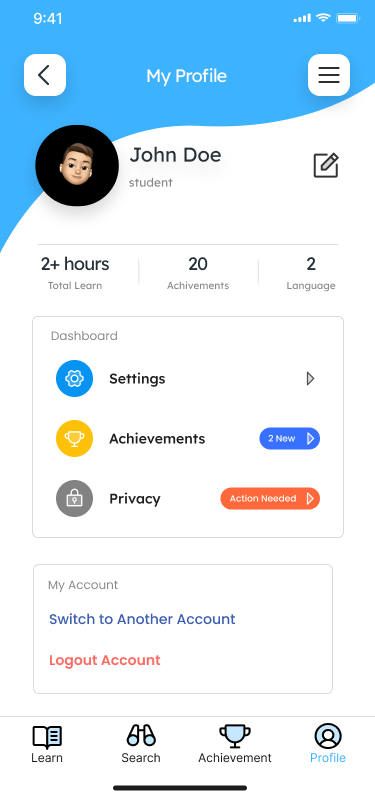 9:41
My Profile
John Doe
student
2+ hours 20 2
Total Learn Achivements Language
Dashboard
Settings
Achievements 2 New
Privacy Action Needed
My Account
Switch to Another Account
Logout Account
Learn Search Achievement Profile